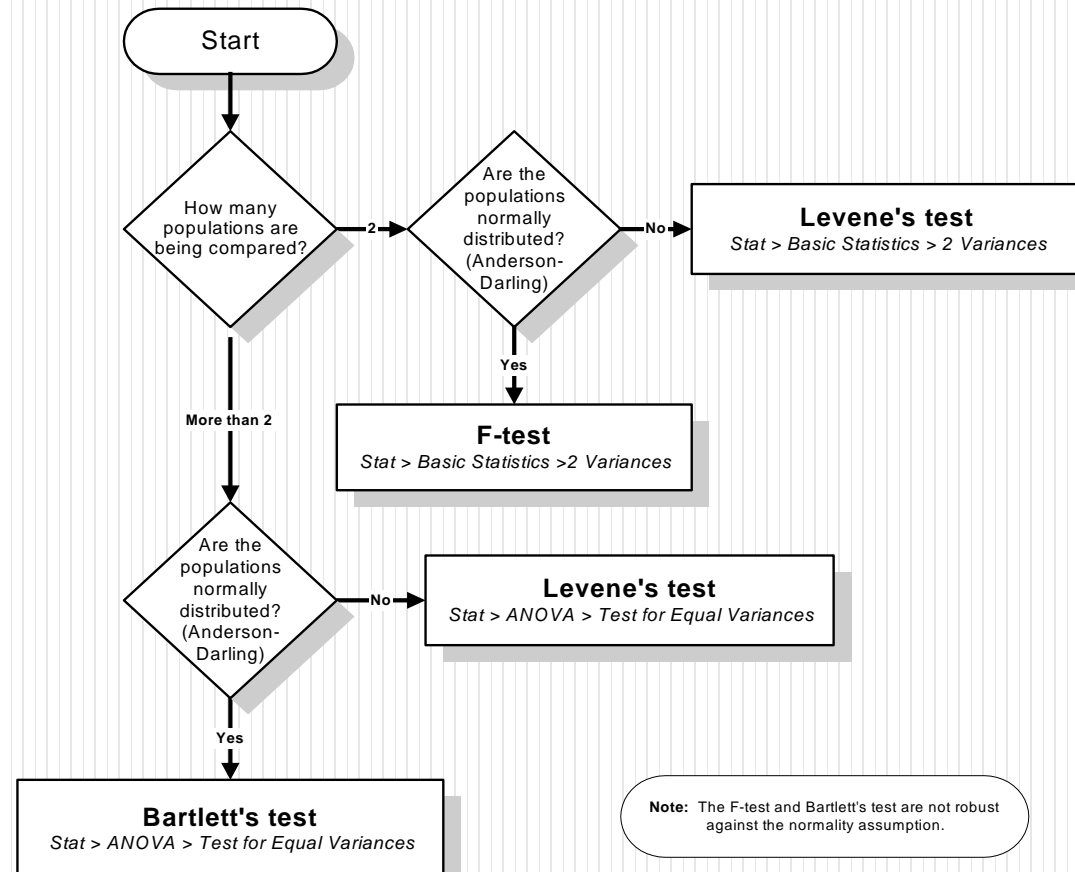 Start
How many
populations are
being compared?
2
Are the
populations
normally
distributed?
(Anderson-
Darling)
No
Levene's test
Stat > Basic Statistics > 2 Variances
Yes
F-test
Stat > Basic Statistics >2 Variances
More than 2
Are the
populations
normally
distributed?
(Anderson-
Darling)
No
Levene's test
Stat > ANOVA > Test for Equal Variances
Yes
Bartlett's test
Stat > ANOVA > Test for Equal Variances
Note: The F-test and Bartlett's test are not robust
against the normality assumption.